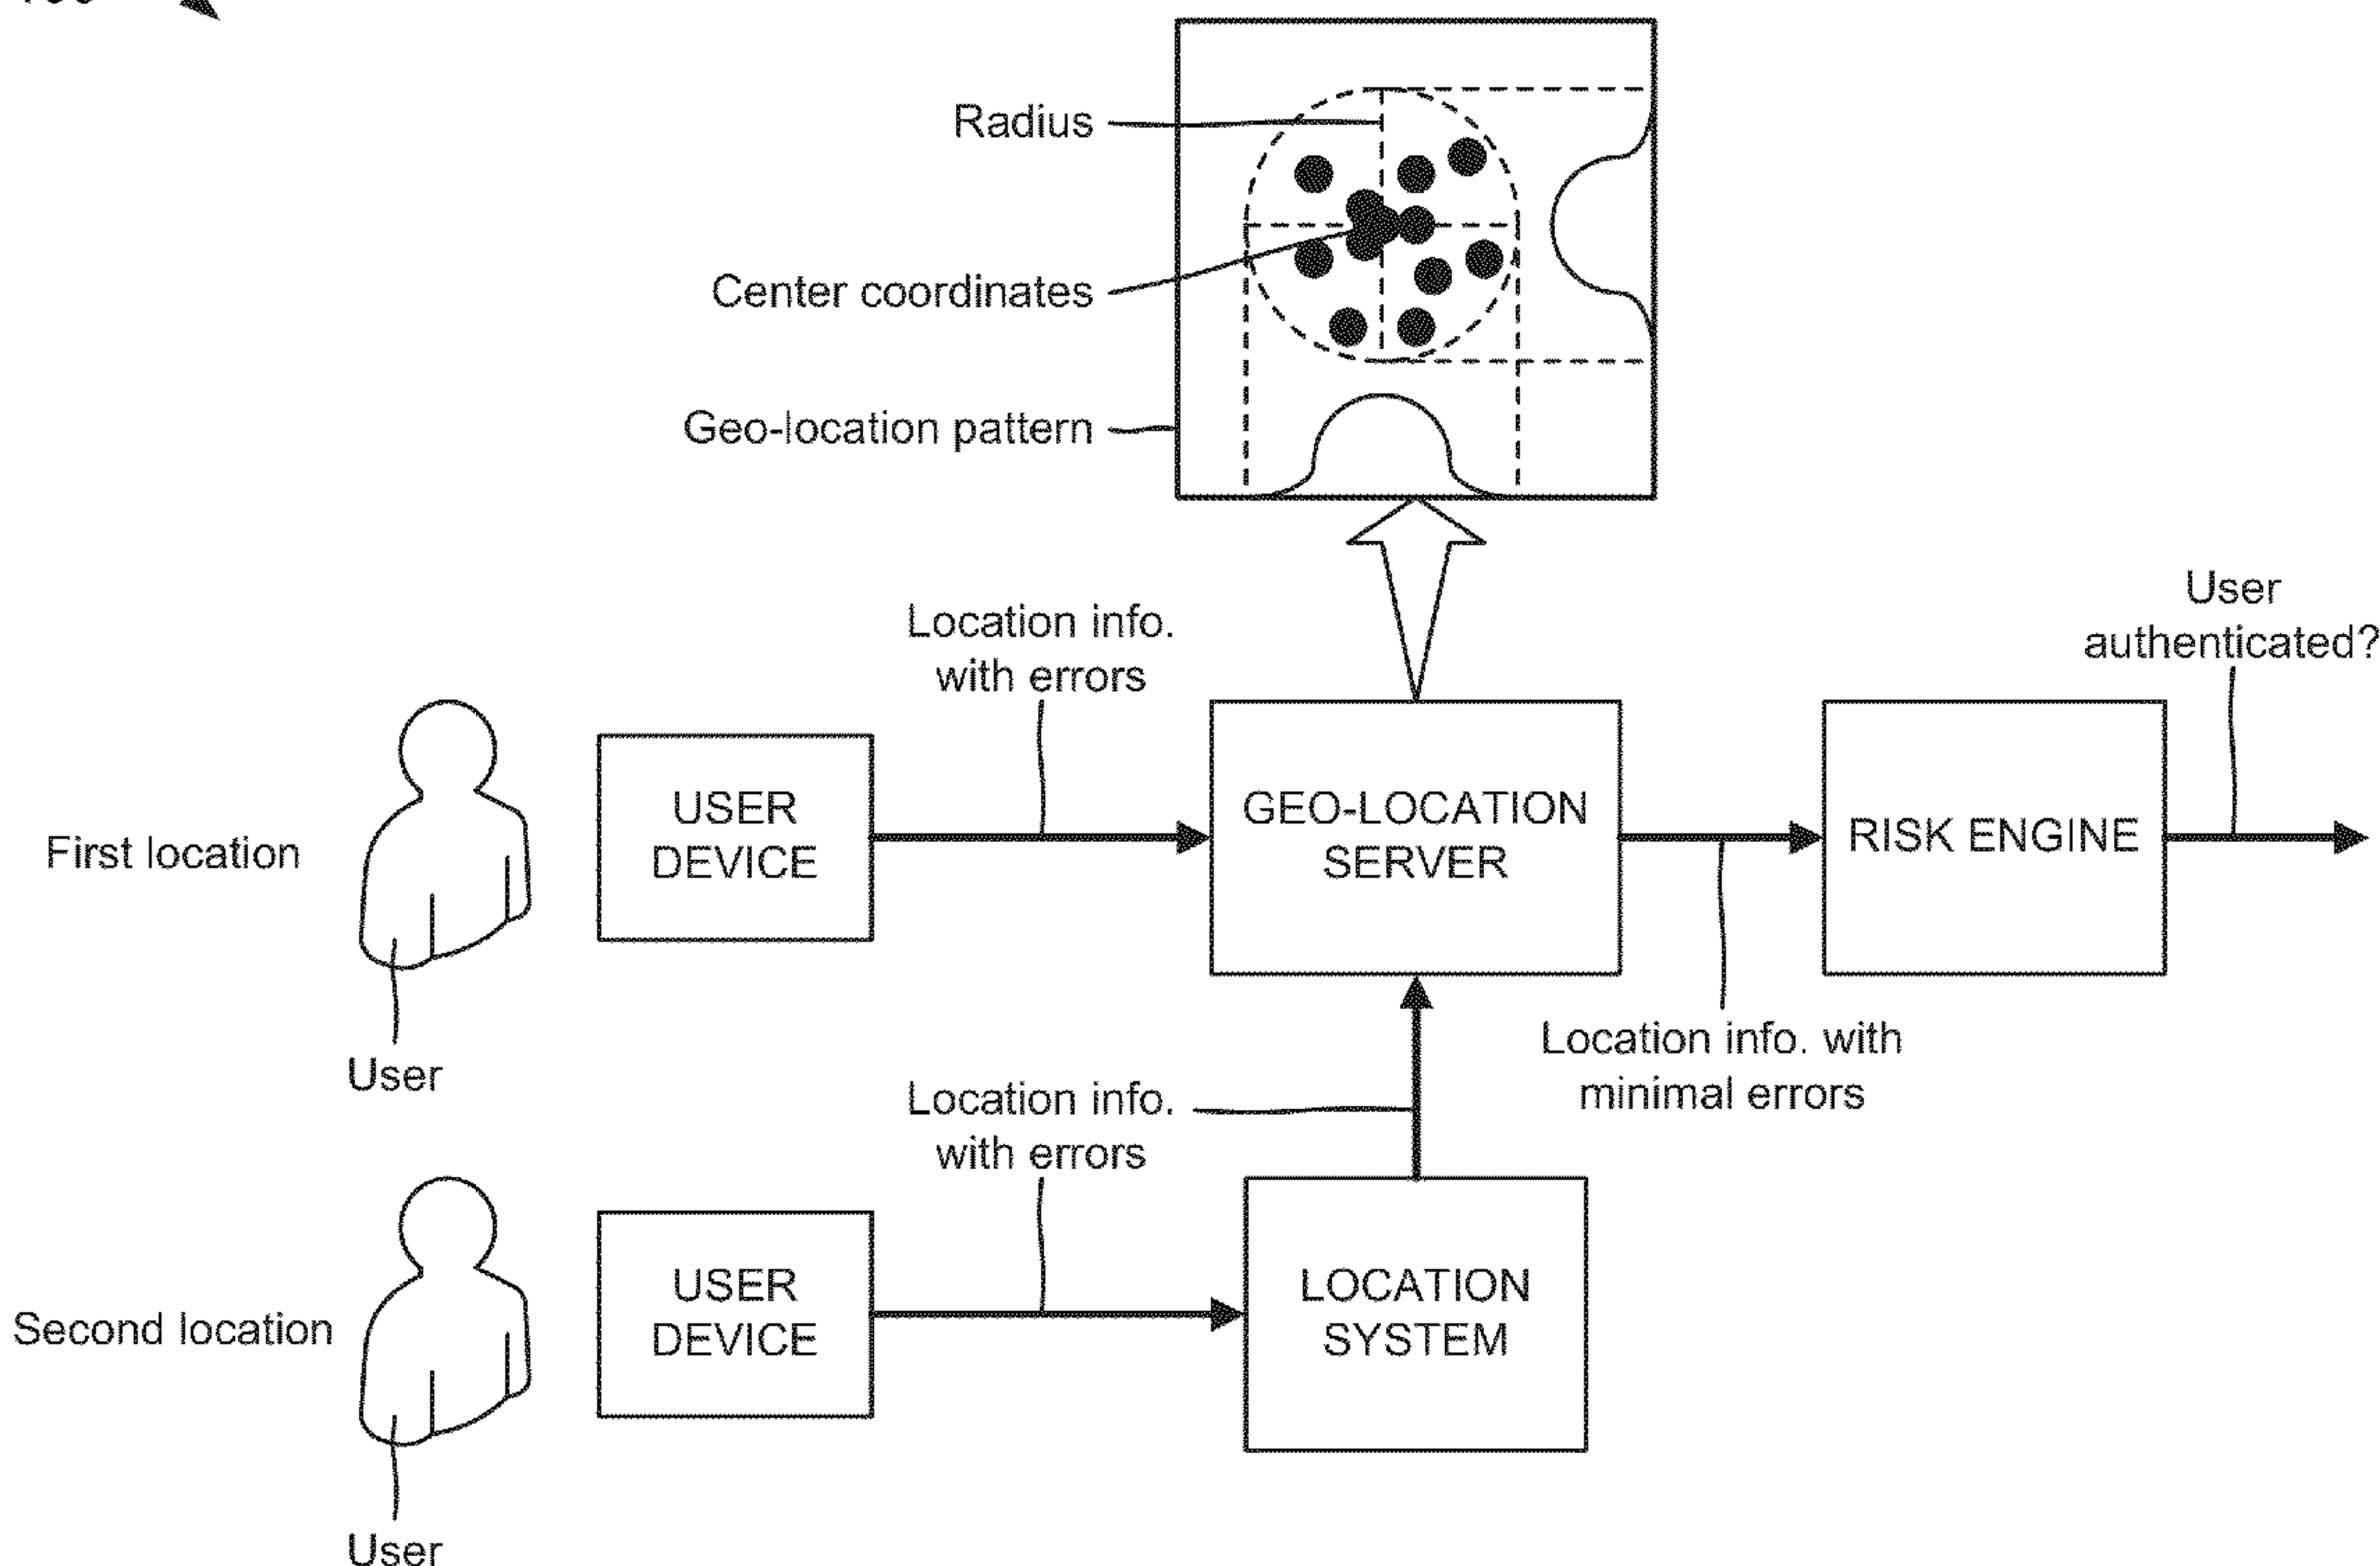 Radius
Center coordinates
Geo-location pattern
User
authenticated?
Location info.
with errors
First location
USER
DEVICE
GEO-LOCATION
SERVER
RISK ENGINE
User
Location info. with
minimal errors
Location info.
with errors
Second location
USER
DEVICE
LOCATION
SYSTEM
User